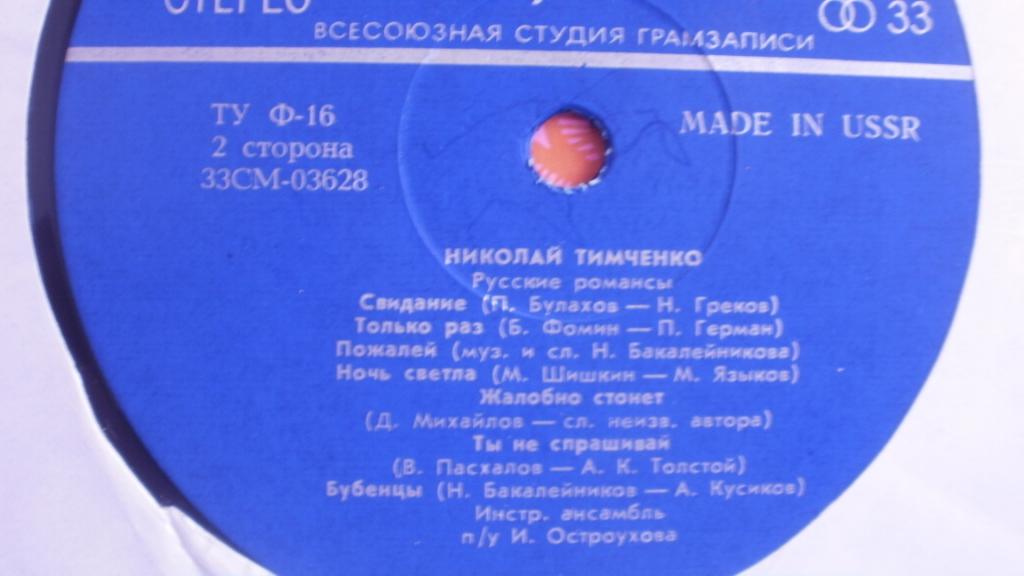 СТЕРЕО
33
ВСЕСОЮЗНАЯ СТУДИЯ ГРАМЗАПИСИ
ТУ Ф-16
2 сторона
33СМ-03628
MADE IN USSR
НИКОЛАЙ ТИМЧЕНКО
Русские романсы
Свидание (П. Булахов — Н. Греков)
Только раз (Б. Фомин — П. Герман)
Пожалей (муз. и сл. Н. Бакалейникова)
Ночь светла (М. Шишкин — М. Языков)
Жалобно стонет
(Д. Михайлов — сл. неизв. автора)
Ты не спрашивай
(В. Пасхалов — А. К. Толстой)
Бубенцы (Н. Бакалейников — А. Кусиков)
Инстр. ансамбль
п/у И. Остроухова